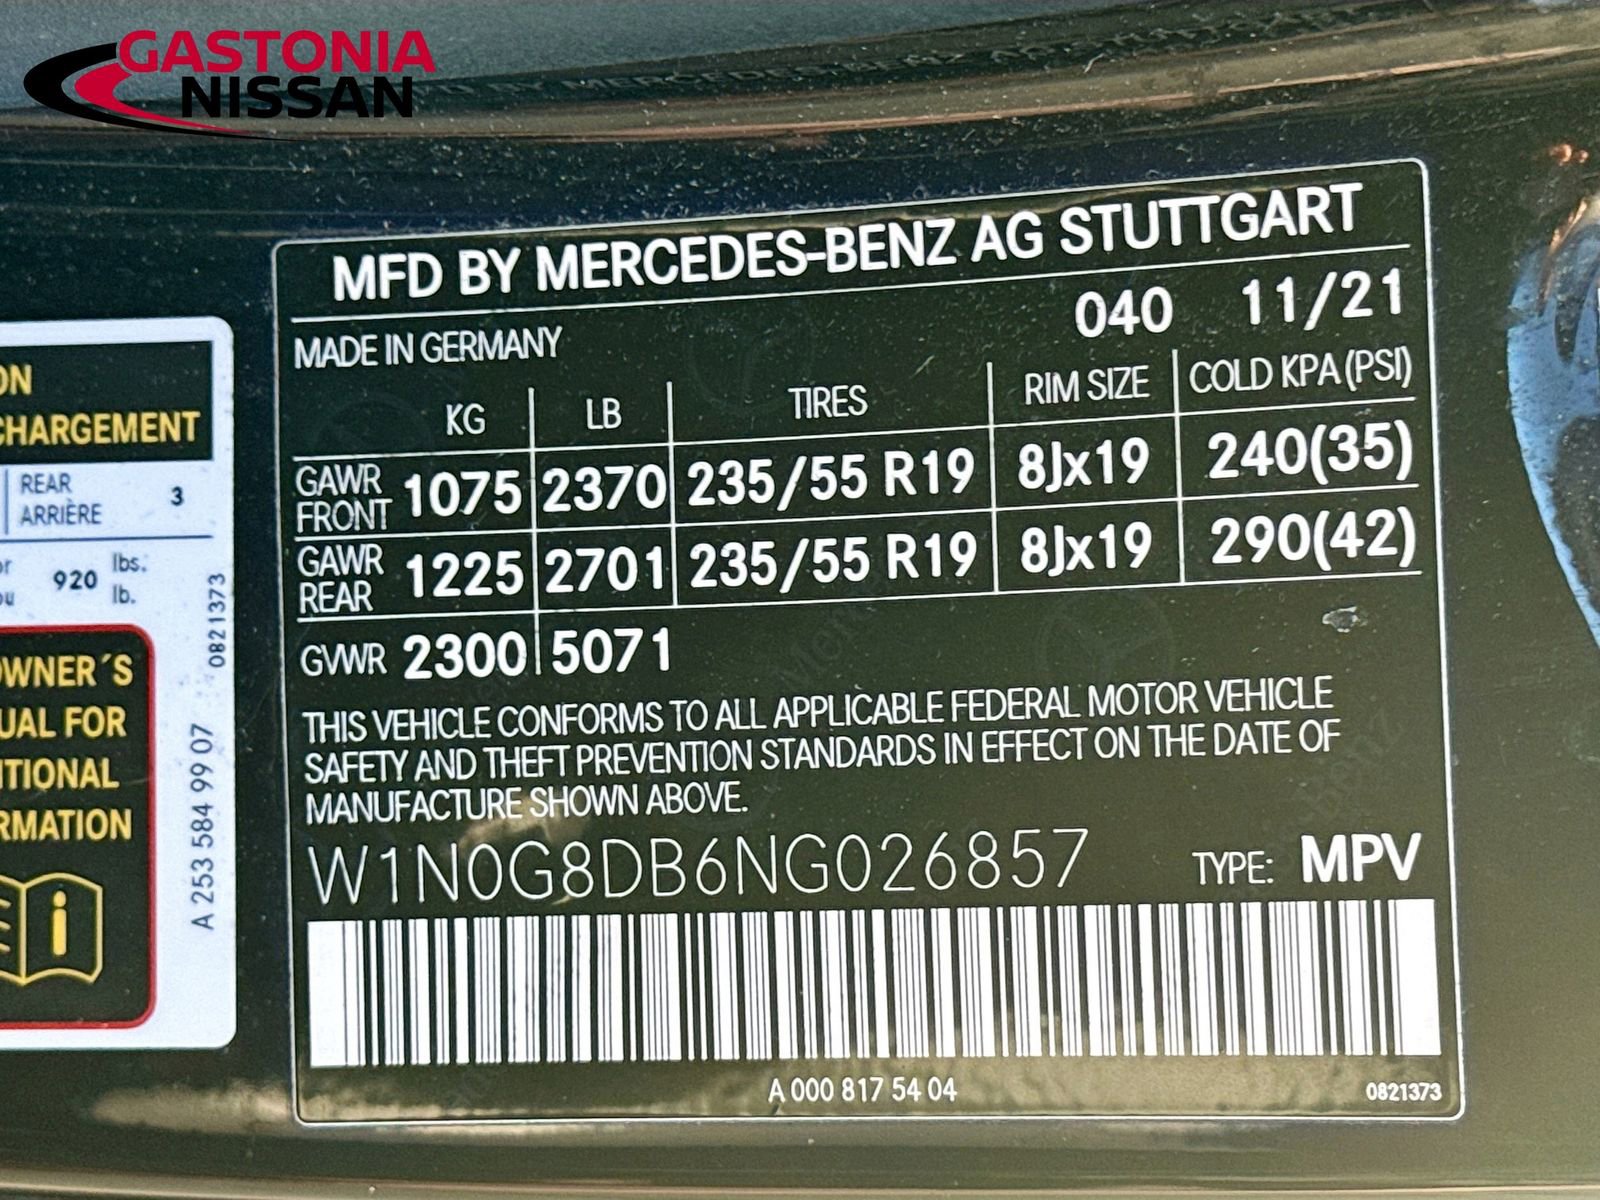 GASTONIA
NISSAN
MFD BY MERCEDES-BENZ AG STUTTGART
MADE IN GERMANY 040 11/21
KG LB TIRES RIM SIZE COLD KPA (PSI)
GAWR FRONT 1075 2370 235/55 R19 8Jx19 240(35)
GAWR REAR 1225 2701 235/55 R19 8Jx19 290(42)
GVWR 2300 5071
THIS VEHICLE CONFORMS TO ALL APPLICABLE FEDERAL MOTOR VEHICLE
SAFETY AND THEFT PREVENTION STANDARDS IN EFFECT ON THE DATE OF
MANUFACTURE SHOWN ABOVE.
W1N0G8DB6NG026857 TYPE: MPV
A 000 817 54 04 0821373
ON
CHARGEMENT
REAR 3
ARRIÈRE
or 920 lbs.
ou lb.
OWNER´S
UAL FOR
ITIONAL
RMATION
A 253 584 99 07 0821373